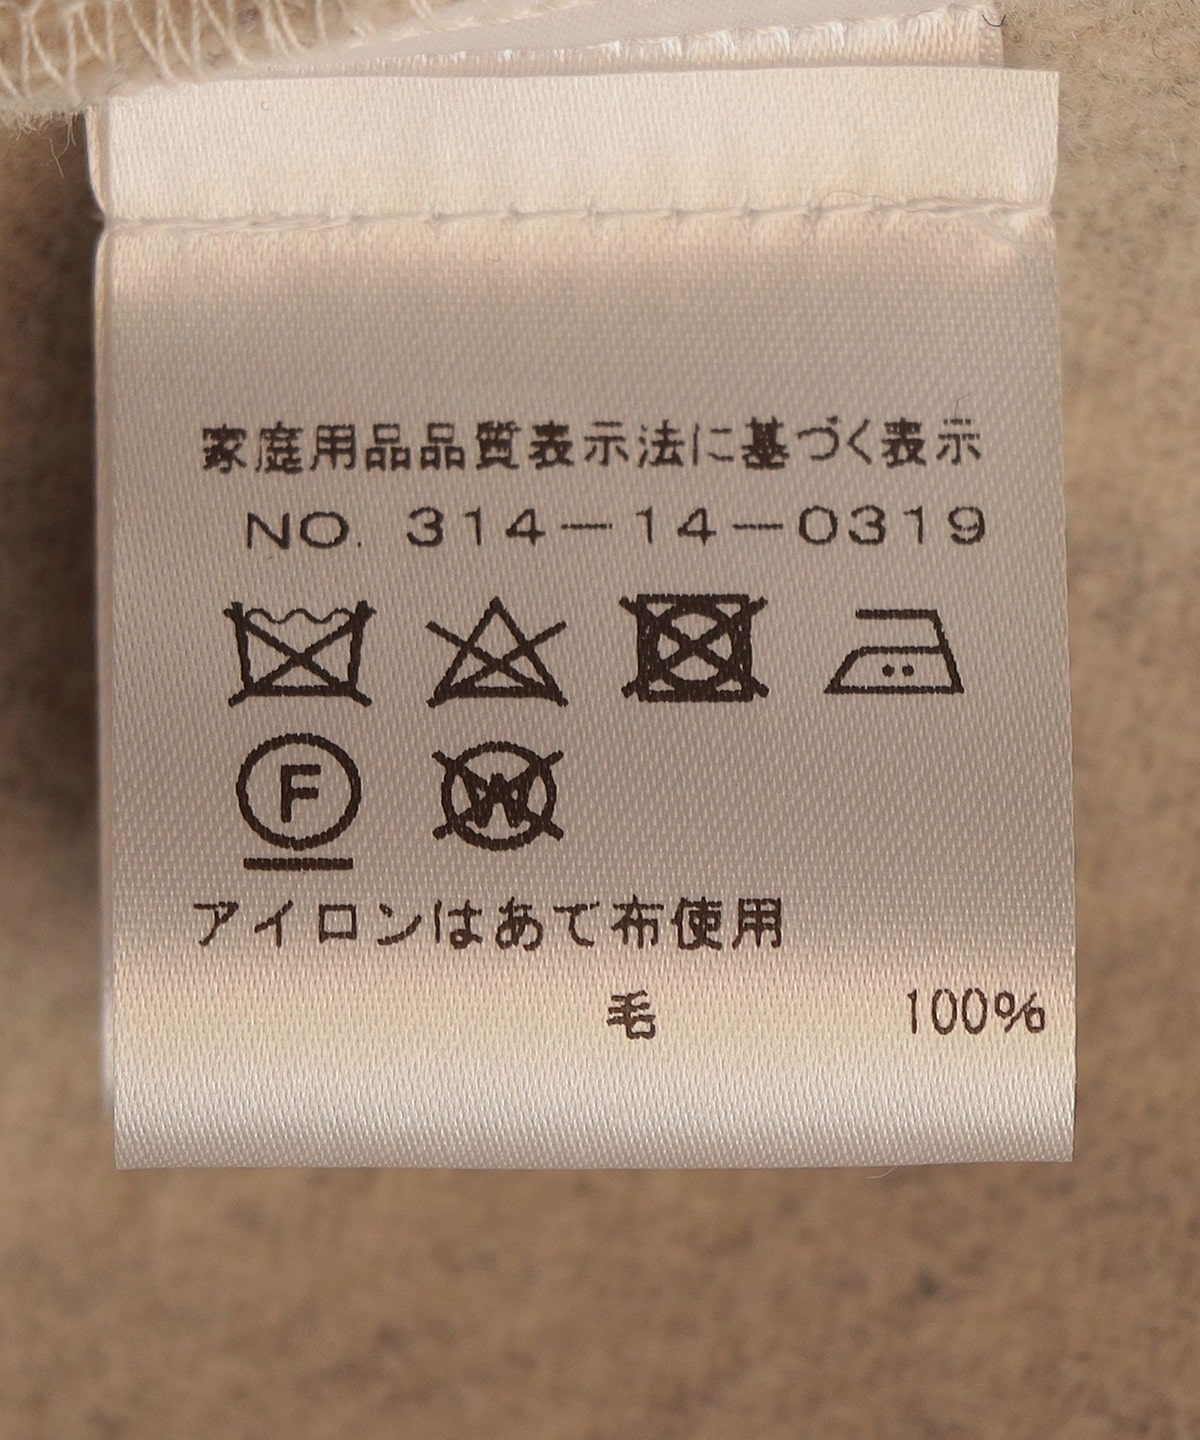 家庭用品品質表示法に基づく表示
NO. 314-14-0319
F W
アイロンはあて布使用
毛 100%